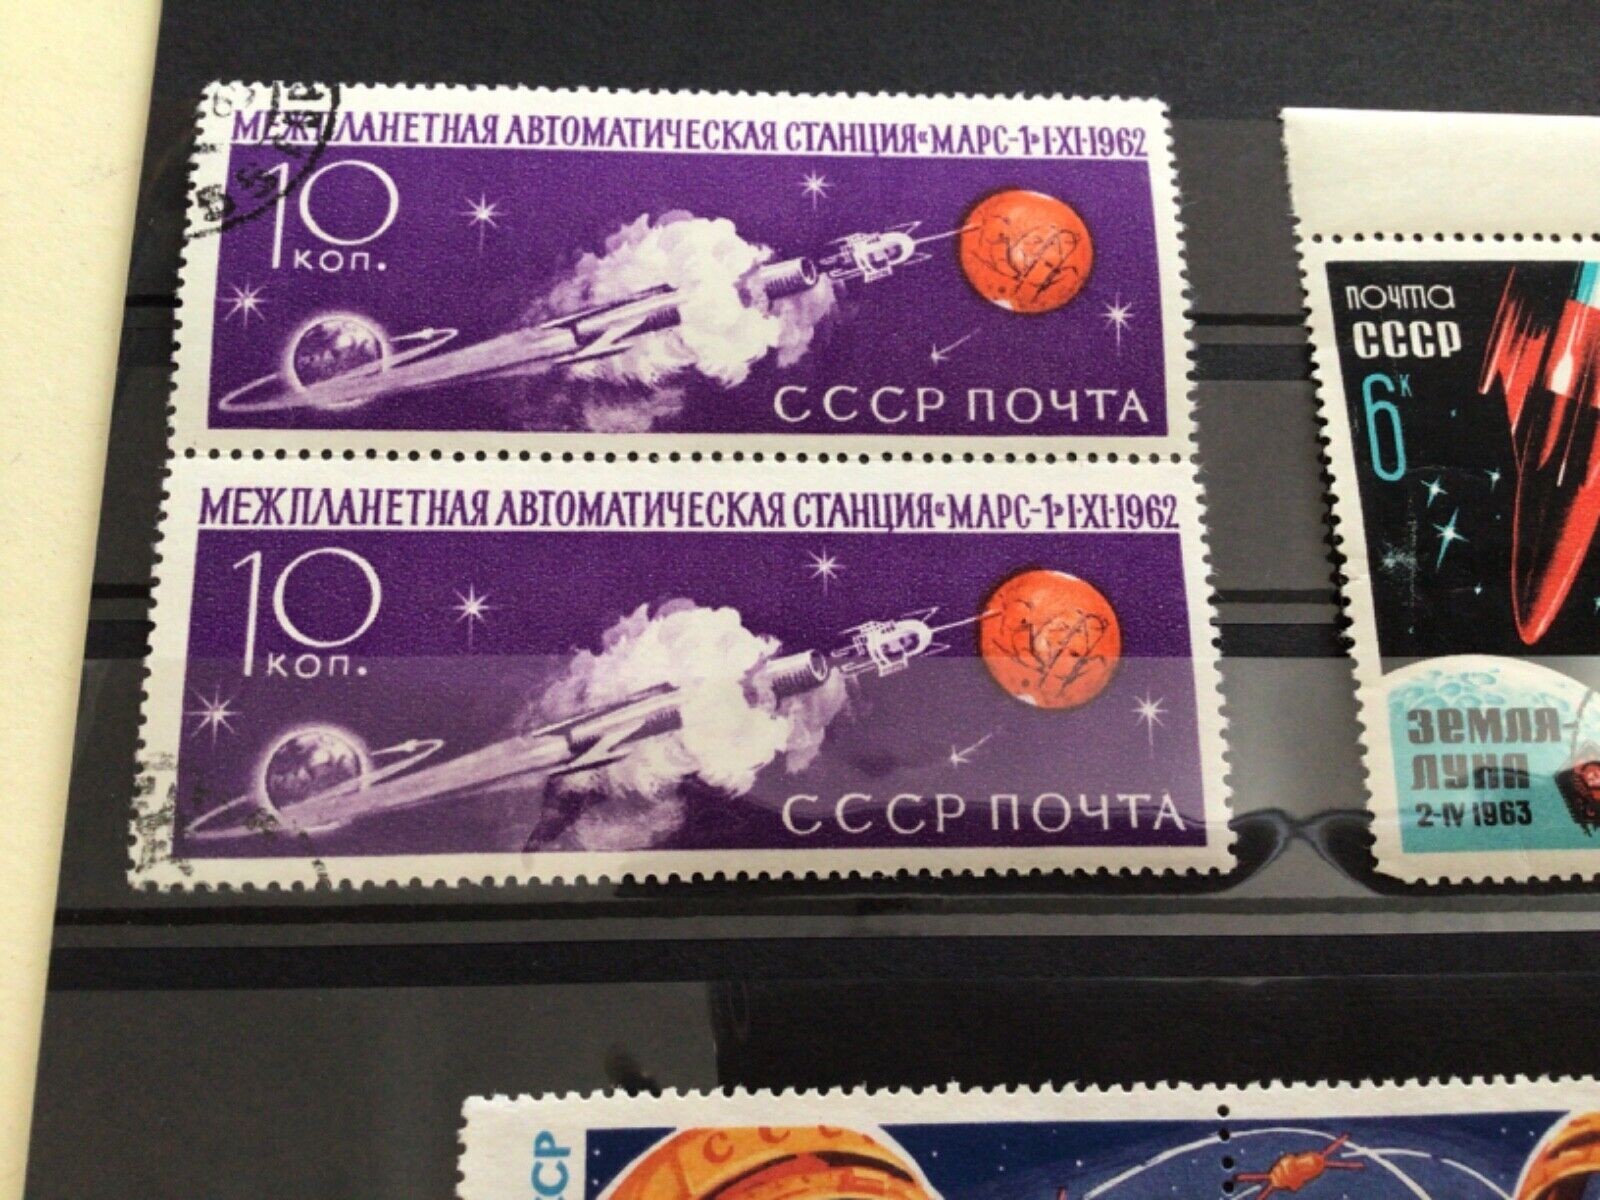 МЕЖПЛАНЕТНАЯ АВТОМАТИЧЕСКАЯ СТАНЦИЯ «МАРС-1» I·XI·1962
10
КОП.
СССР ПОЧТА
МЕЖПЛАНЕТНАЯ АВТОМАТИЧЕСКАЯ СТАНЦИЯ «МАРС-1» I·XI·1962
10
КОП.
СССР ПОЧТА
ПОЧТА
СССР
6 К
ЗЕМЛЯ-
ЛУНА
2-IV 1963
СССР